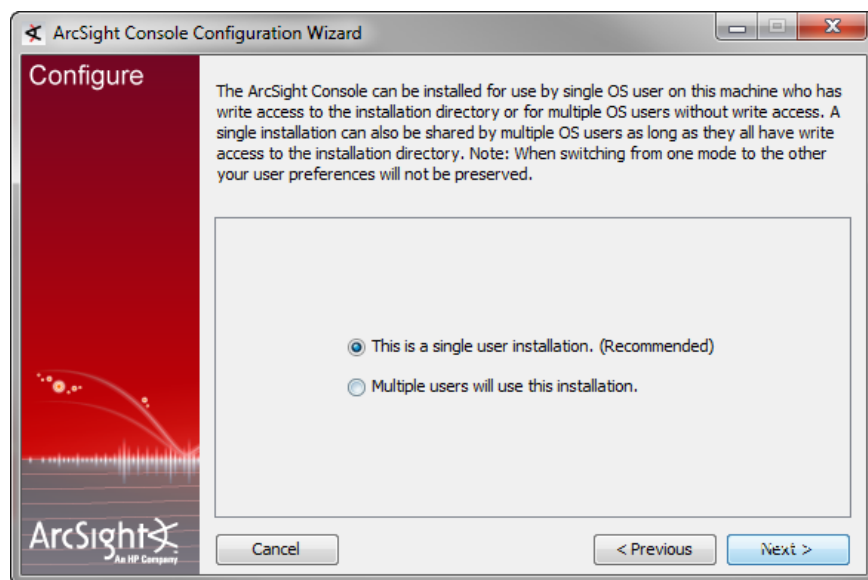 ArcSight Console Configuration Wizard
Configure
The ArcSight Console can be installed for use by single OS user on this machine who has
write access to the installation directory or for multiple OS users without write access. A
single installation can also be shared by multiple OS users as long as they all have write
access to the installation directory. Note: When switching from one mode to the other
your user preferences will not be preserved.
This is a single user installation. (Recommended)
Multiple users will use this installation.
ArcSight
An HP Company
Cancel
< Previous
Next >